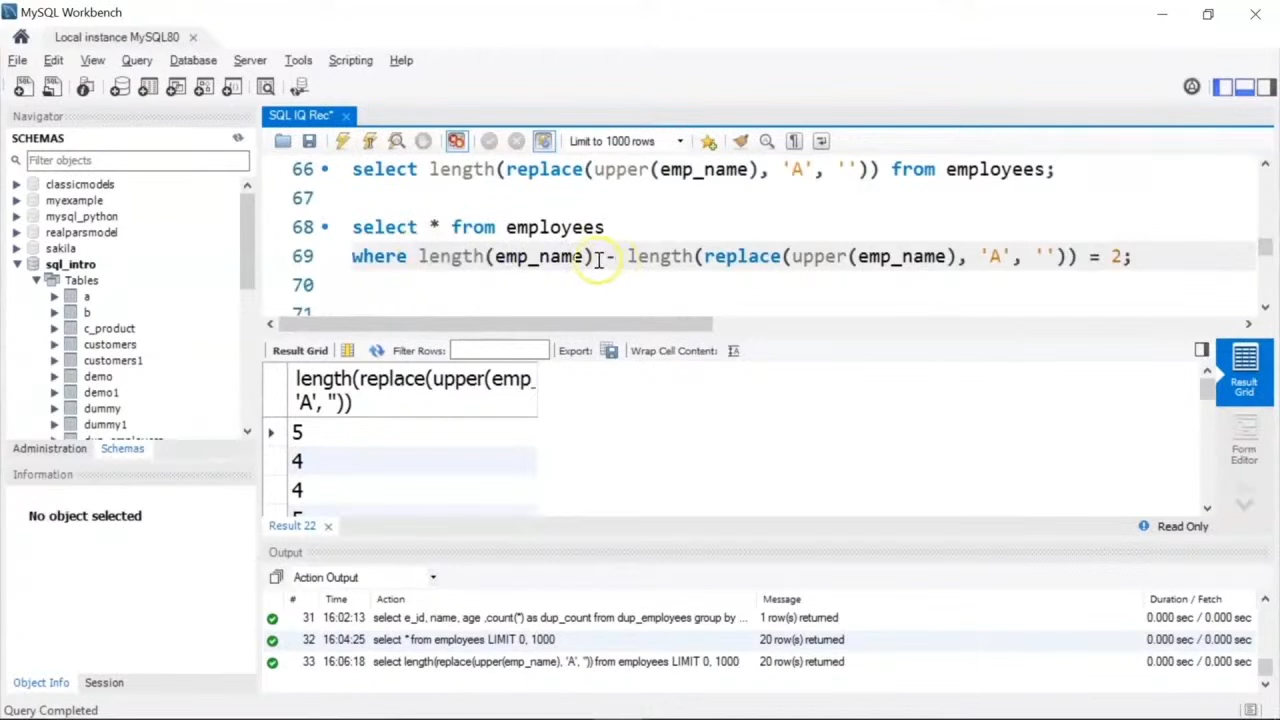 MySQL Workbench
Local instance MySQL80
File Edit View Query Database Server Tools Scripting Help
Navigator
SCHEMAS
Filter objects
classicmodels
myexample
mysql_python
realparsmodel
sakila
sql_intro
Tables
a
b
c_product
customers
customers1
demo
demo1
dummy
dummy1
Administration Schemas
Information
No object selected
Object Info Session
SQL IQ Rec*
Limit to 1000 rows
66 select length(replace(upper(emp_name), 'A', '')) from employees;
67
68 select * from employees
69 where length(emp_name) - length(replace(upper(emp_name), 'A', '')) = 2;
70
71
Result Grid Filter Rows: Export: Wrap Cell Content:
length(replace(upper(emp_
'A', ''))
5
4
4
5
Result
Grid
Form
Editor
Result 22
Read Only
Output
Action Output
# Time Action Message Duration / Fetch
31 16:02:13 select e_id, name, age ,count(*) as dup_count from dup_employees group by ... 1 row(s) returned 0.000 sec / 0.000 sec
32 16:04:25 select * from employees LIMIT 0, 1000 20 row(s) returned 0.000 sec / 0.000 sec
33 16:06:18 select length(replace(upper(emp_name), 'A', '')) from employees LIMIT 0, 1000 20 row(s) returned 0.000 sec / 0.000 sec
Query Completed